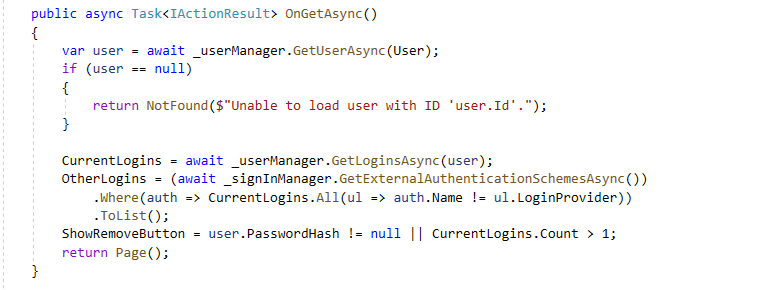 public async Task<IActionResult> OnGetAsync()
{
    var user = await _userManager.GetUserAsync(User);
    if (user == null)
    {
        return NotFound($"Unable to load user with ID 'user.Id'.");
    }

    CurrentLogins = await _userManager.GetLoginsAsync(user);
    OtherLogins = (await _signInManager.GetExternalAuthenticationSchemesAsync())
        .Where(auth => CurrentLogins.All(ul => auth.Name != ul.LoginProvider))
        .ToList();
    ShowRemoveButton = user.PasswordHash != null || CurrentLogins.Count > 1;
    return Page();
}